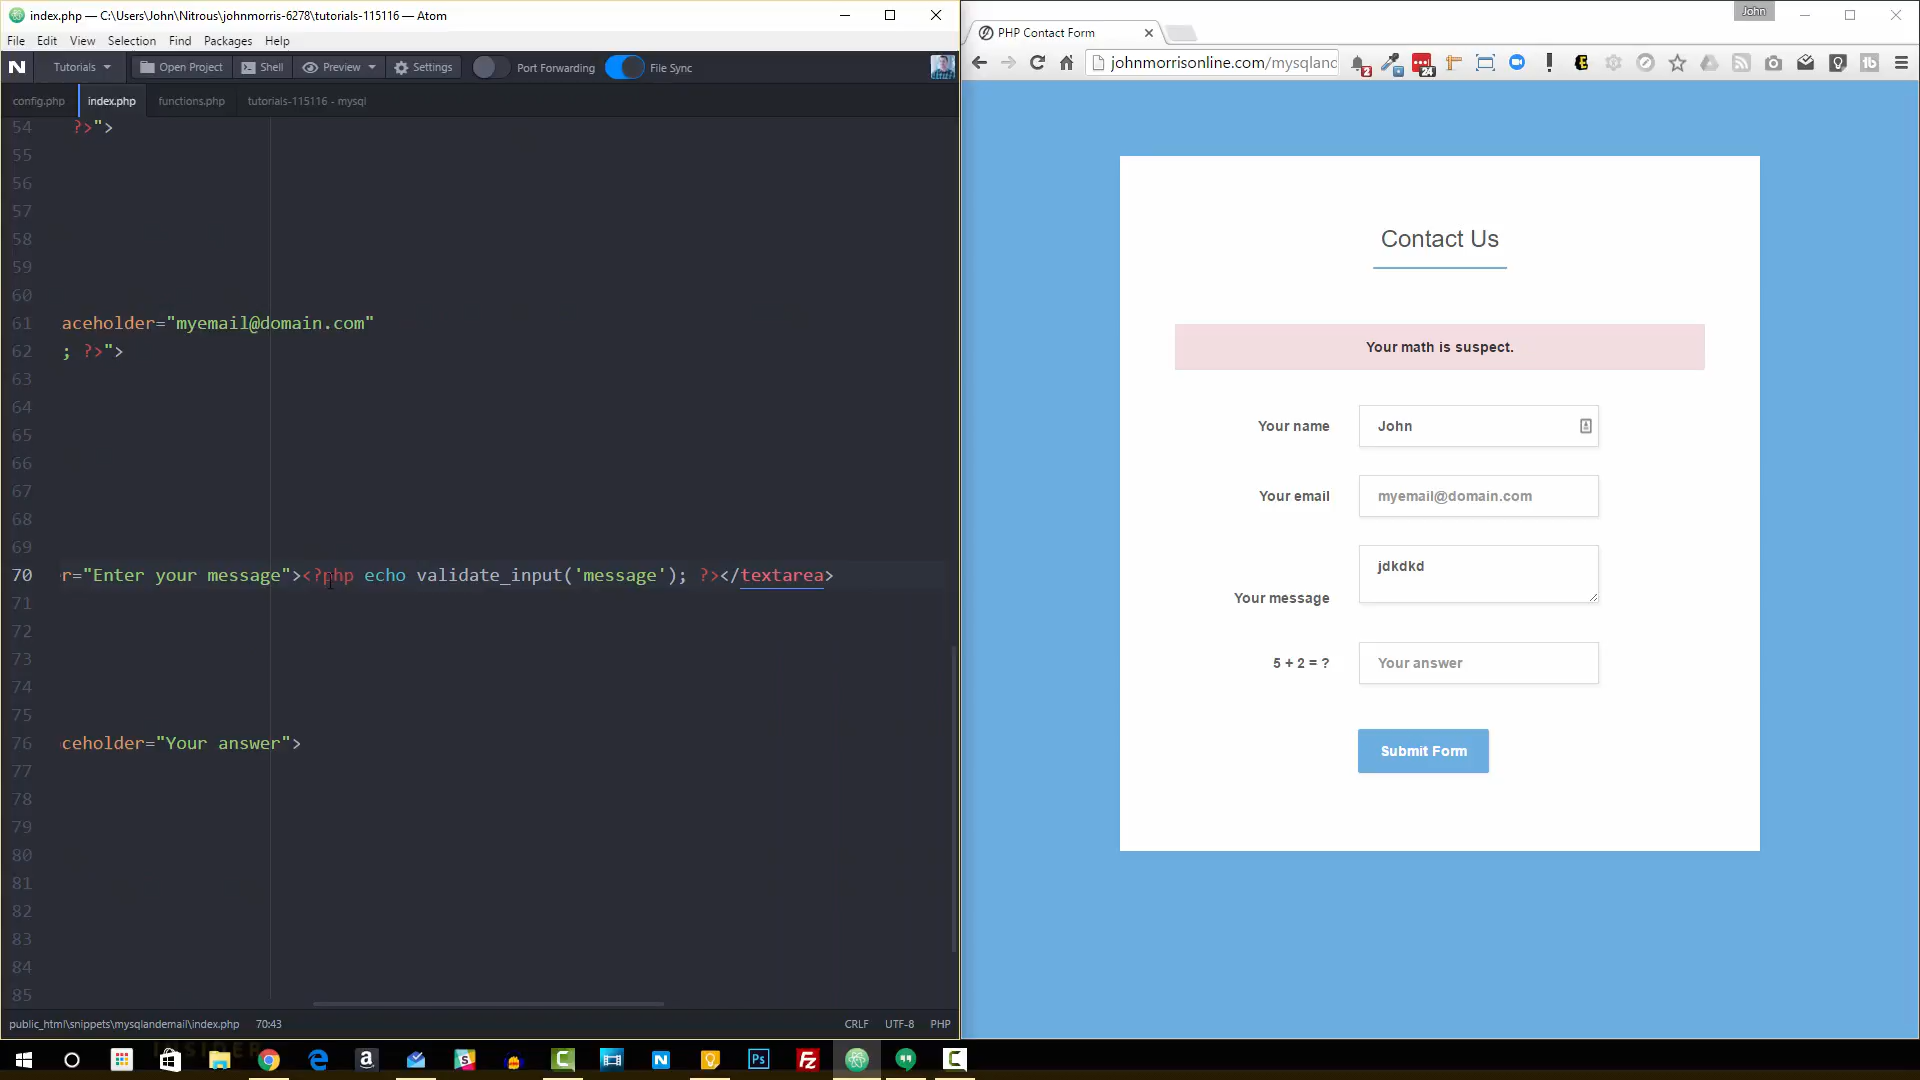 index.php — C:\Users\John\Nitrous\johnmorris-6278\tutorials-115116 — Atom
File Edit View Selection Find Packages Help
N Tutorials Open Project Shell Preview Settings Port Forwarding File Sync
config.php index.php functions.php tutorials-115116 - mysql
54 ?>">
55
56
57
58
59
60
61 aceholder="myemail@domain.com"
62 ; ?>">
63
64
65
66
67
68
69
70 r="Enter your message"><?php echo validate_input('message'); ?></textarea>
71
72
73
74
75
76 ceholder="Your answer">
77
78
79
80
81
82
83
84
85
public_html\snippets\mysqlandemail\index.php 70:43 CRLF UTF-8 PHP
John
PHP Contact Form
johnmorrisonline.com/mysqlanc
2
24
tb
Contact Us
Your math is suspect.
Your name John
Your email myemail@domain.com
Your message jdkdkd
5 + 2 = ? Your answer
Submit Form
INSIDER
Ps
Fz